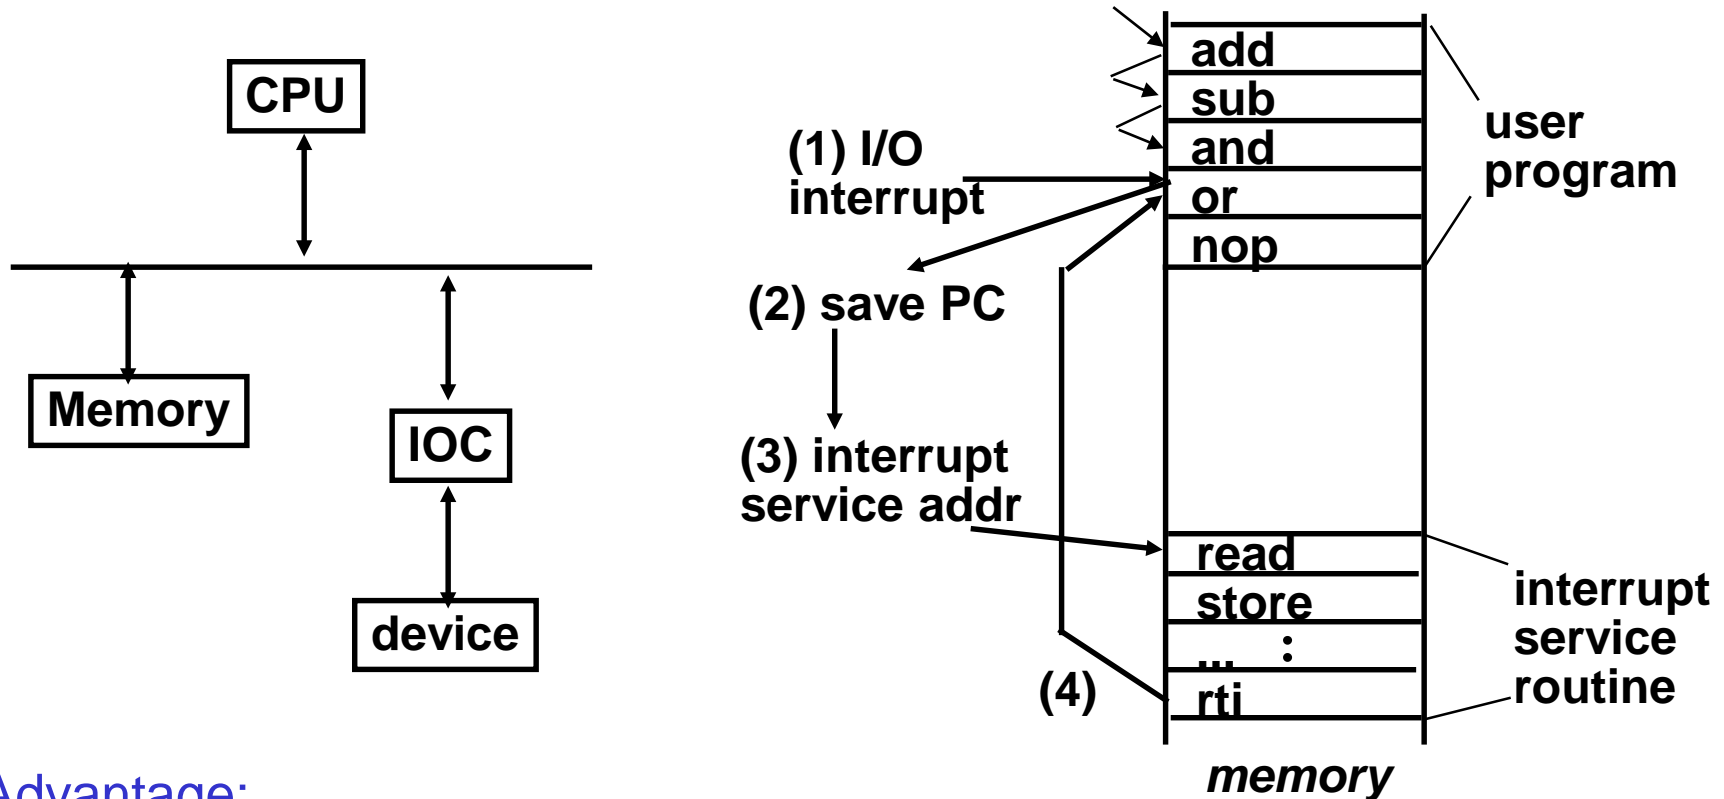 CPU
Memory
IOC
device
(1) I/O
interrupt
(2) save PC
(3) interrupt
service addr
(4)
add
sub
and
or
nop
user
program
read
store
...
rti
interrupt
service
routine
memory
Advantage: